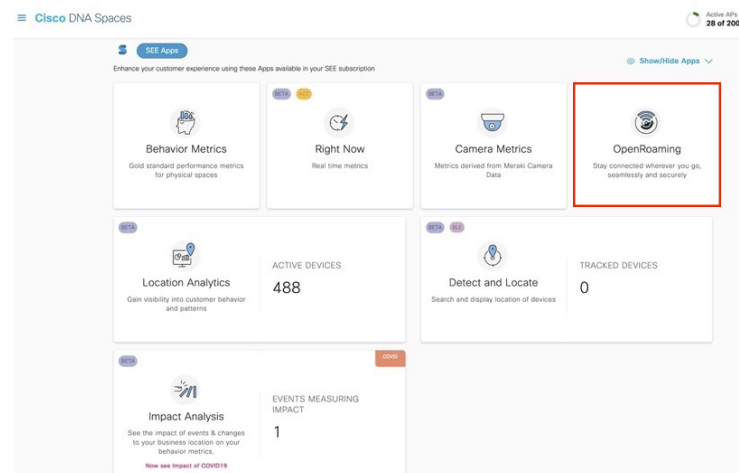 Cisco DNA Spaces
Active APs
28 of 200
SEE Apps
Enhance your customer experience using these Apps available in your SEE subscription
Show/Hide Apps
BETA
Behavior Metrics
Gold standard performance metrics
for physical spaces
BETA ACT
Right Now
Real time metrics
BETA
Camera Metrics
Metrics derived from Meraki Camera
Data
OpenRoaming
Stay connected wherever you go,
seamlessly and securely
BETA
Location Analytics
Gain visibility into customer behavior
and patterns
ACTIVE DEVICES
488
BETA BLE
Detect and Locate
Search and display location of devices
TRACKED DEVICES
0
BETA
COVID
Impact Analysis
See the impact of events & changes
to your business location on your
behavior metrics.
Now see Impact of COVID19
EVENTS MEASURING
IMPACT
1